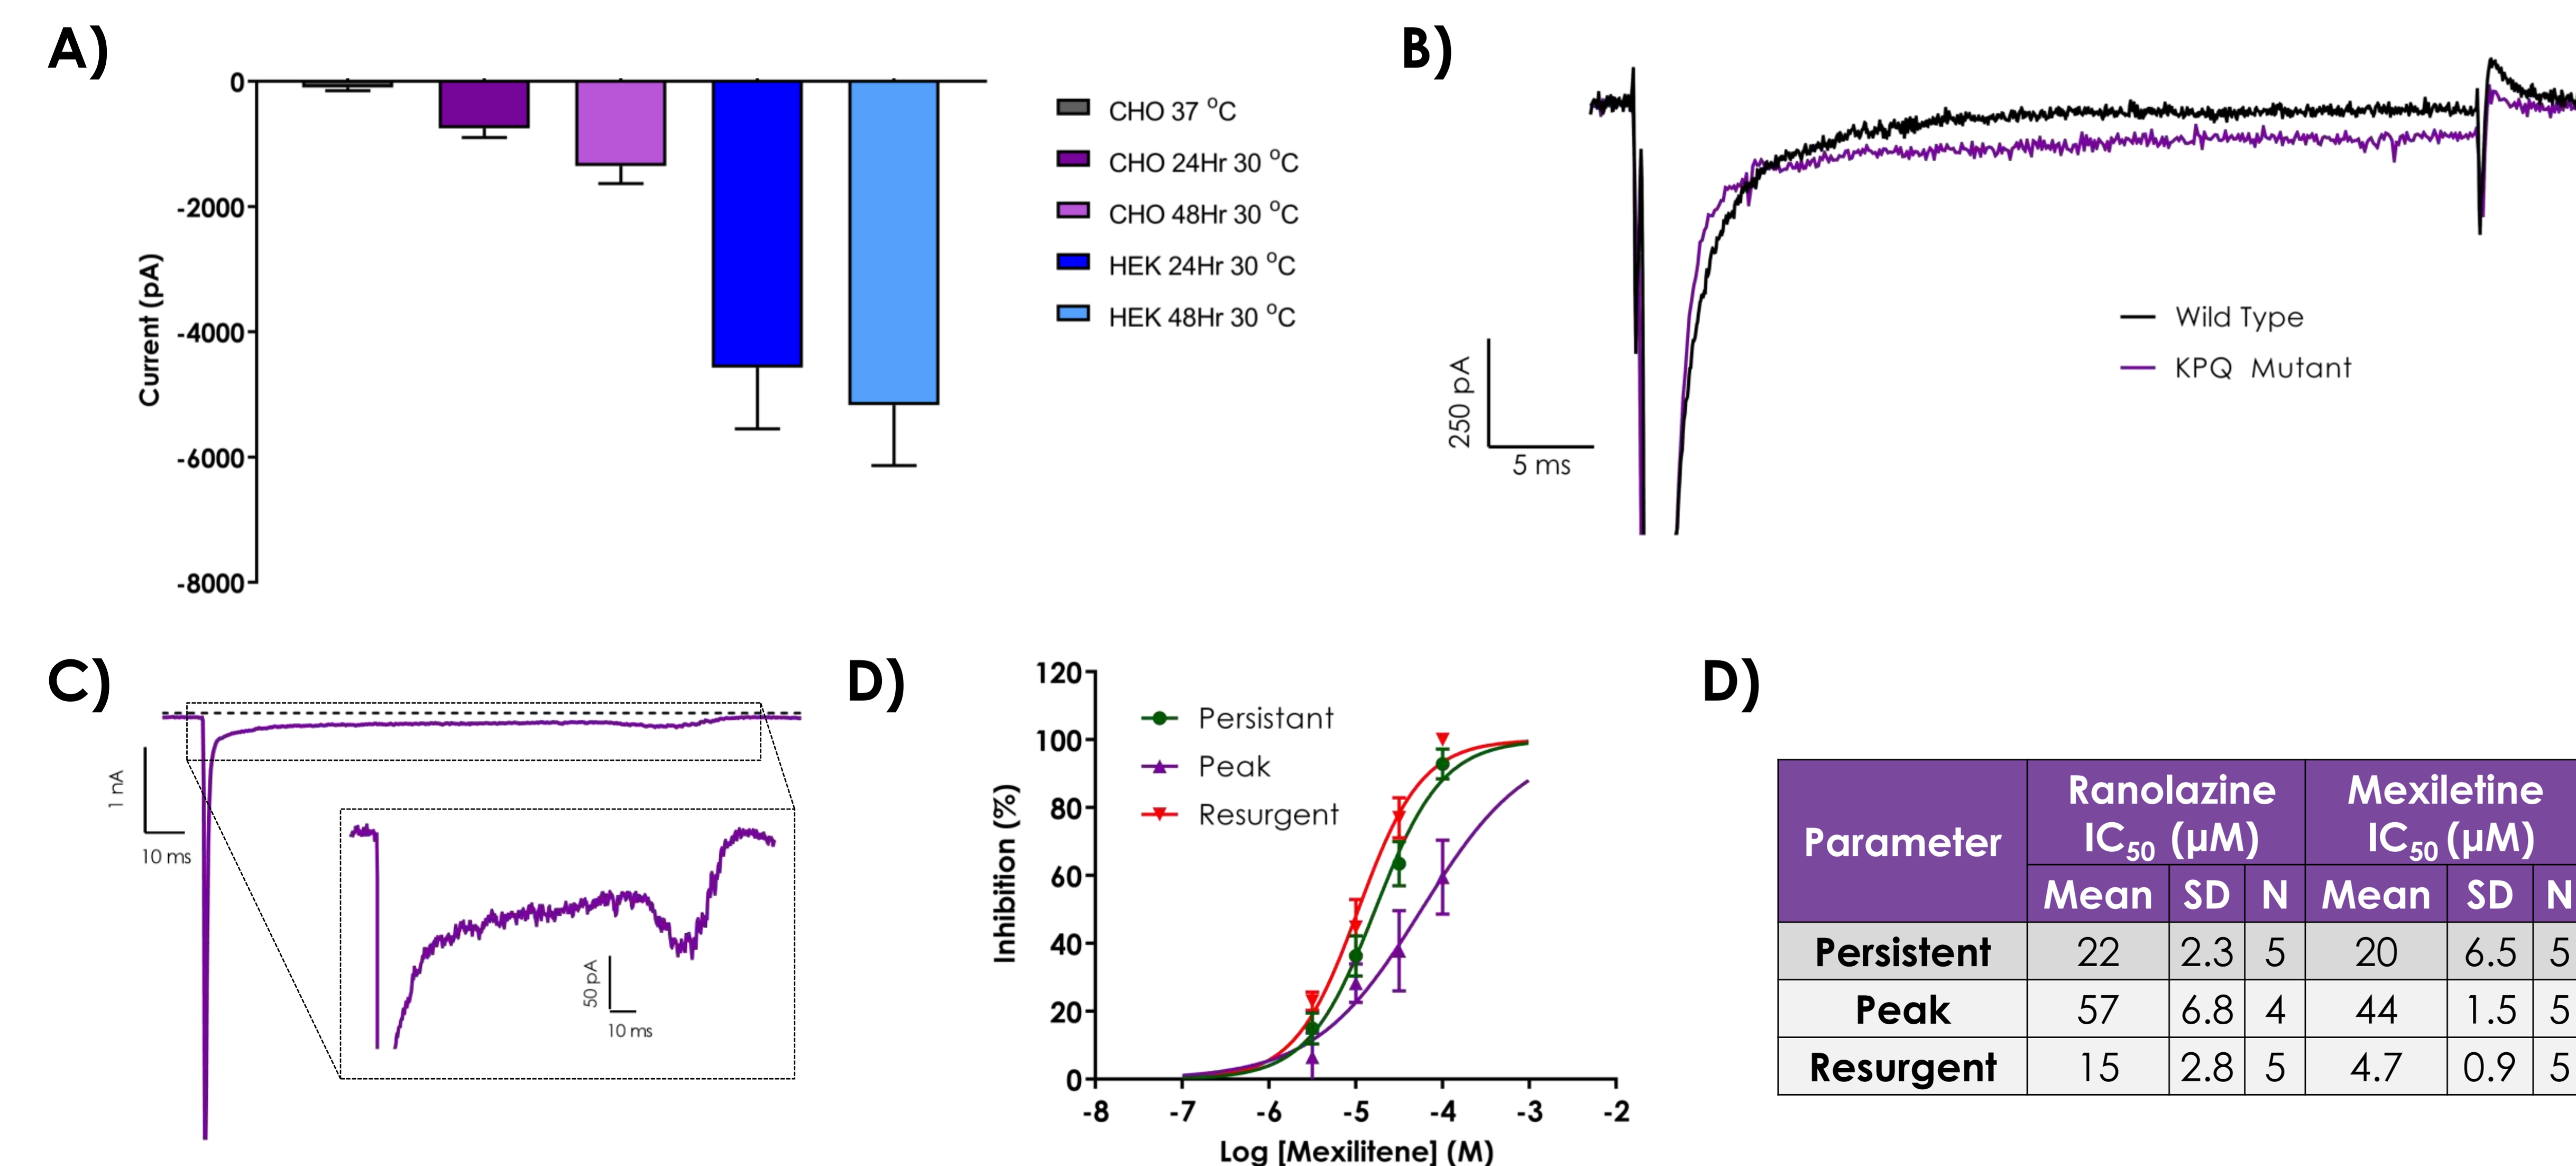 A)
0
-2000
-4000
-6000
-8000
Current (pA)
CHO 37 °C
CHO 24Hr 30 °C
CHO 48Hr 30 °C
HEK 24Hr 30 °C
HEK 48Hr 30 °C
B)
250 pA
5 ms
Wild Type
KPQ Mutant
C)
1 nA
10 ms
50 pA
10 ms
D)
120
100
80
60
40
20
0
Inhibition (%)
Persistant
Peak
Resurgent
-8 -7 -6 -5 -4 -3 -2
Log [Mexilitene] (M)
D)
Parameter
Ranolazine
IC50 (µM)
Mexiletine
IC50 (µM)
Mean SD N Mean SD N
Persistent 22 2.3 5 20 6.5 5
Peak 57 6.8 4 44 1.5 5
Resurgent 15 2.8 5 4.7 0.9 5